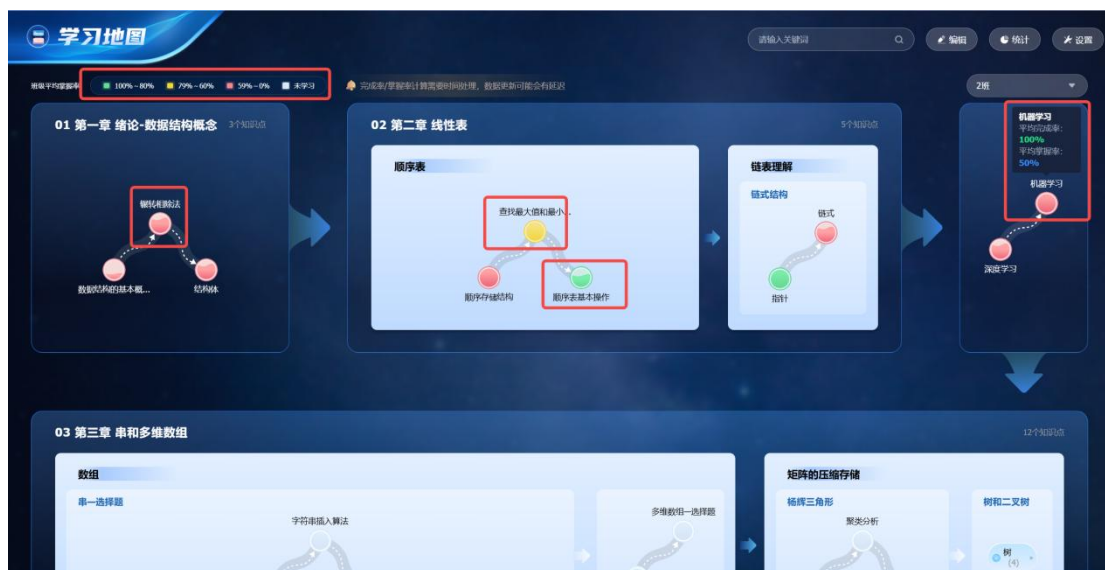 学习地图
请输入关键词
编辑
统计
设置
班级平均掌握率
100%~80%
79%~60%
59%~0%
未学习
完成率/掌握率计算需要时间处理，数据更新可能会有延迟
2班
01 第一章 绪论-数据结构概念
3个知识点
辗转相除法
数据结构的基本概...
结构体
02 第二章 线性表
5个知识点
顺序表
查找最大值和最小...
顺序存储结构
顺序表基本操作
链表理解
链式结构
链式
指针
机器学习
平均完成率：
100%
平均掌握率：
50%
机器学习
深度学习
03 第三章 串和多维数组
12个知识点
数组
串—选择题
字符串插入算法
多维数组—选择题
矩阵的压缩存储
杨辉三角形
聚类分析
树和二叉树
树
(4)